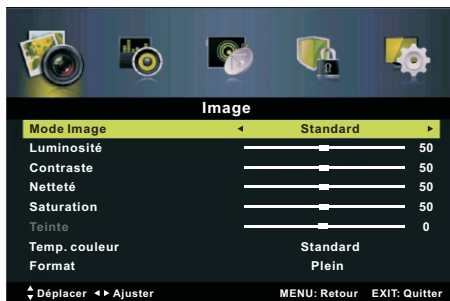 Image
Mode Image Standard
Luminosité 50
Contraste 50
Netteté 50
Saturation 50
Teinte 0
Temp. couleur Standard
Format Plein
Déplacer Ajuster MENU: Retour EXIT: Quitter